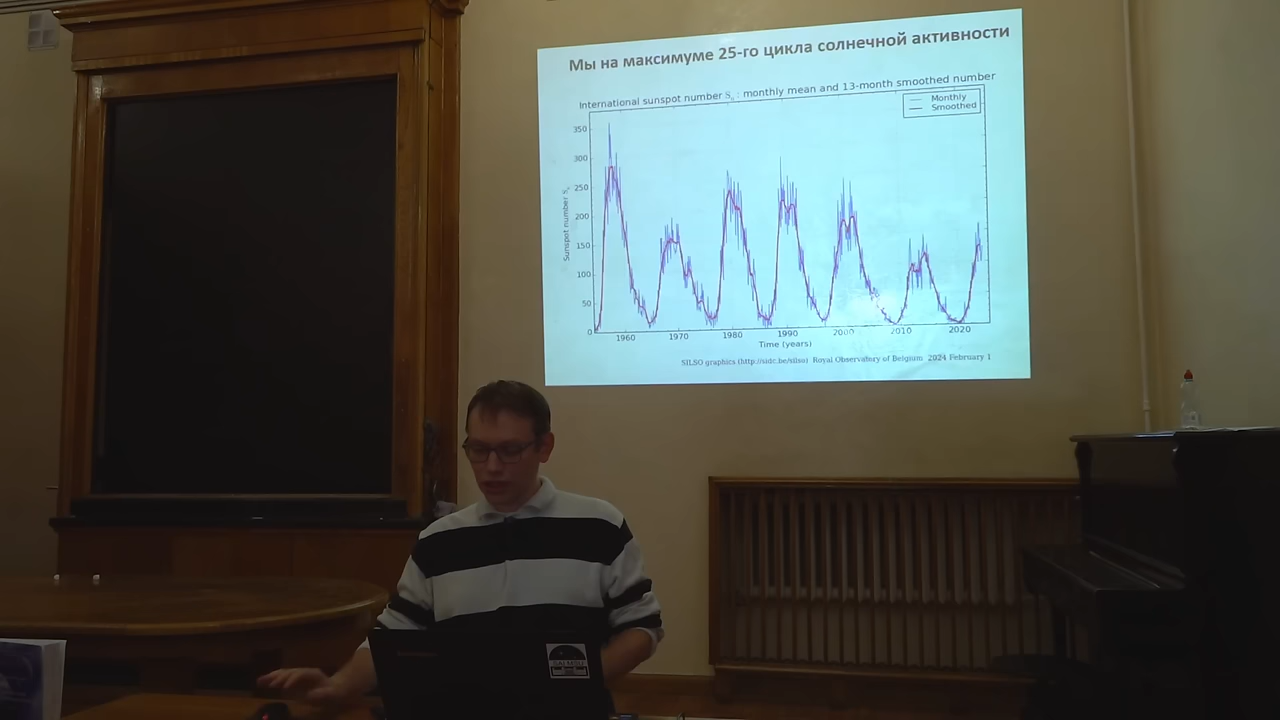 Мы на максимуме 25-го цикла солнечной активности
International sunspot number Sn : monthly mean and 13-month smoothed number
Monthly
Smoothed
350
300
250
200
150
100
50
0
Sunspot number Sn
1960 1970 1980 1990 2000 2010 2020
Time (years)
SILSO graphics (http://sidc.be/silso) Royal Observatory of Belgium 2024 February 1
SAI MSU